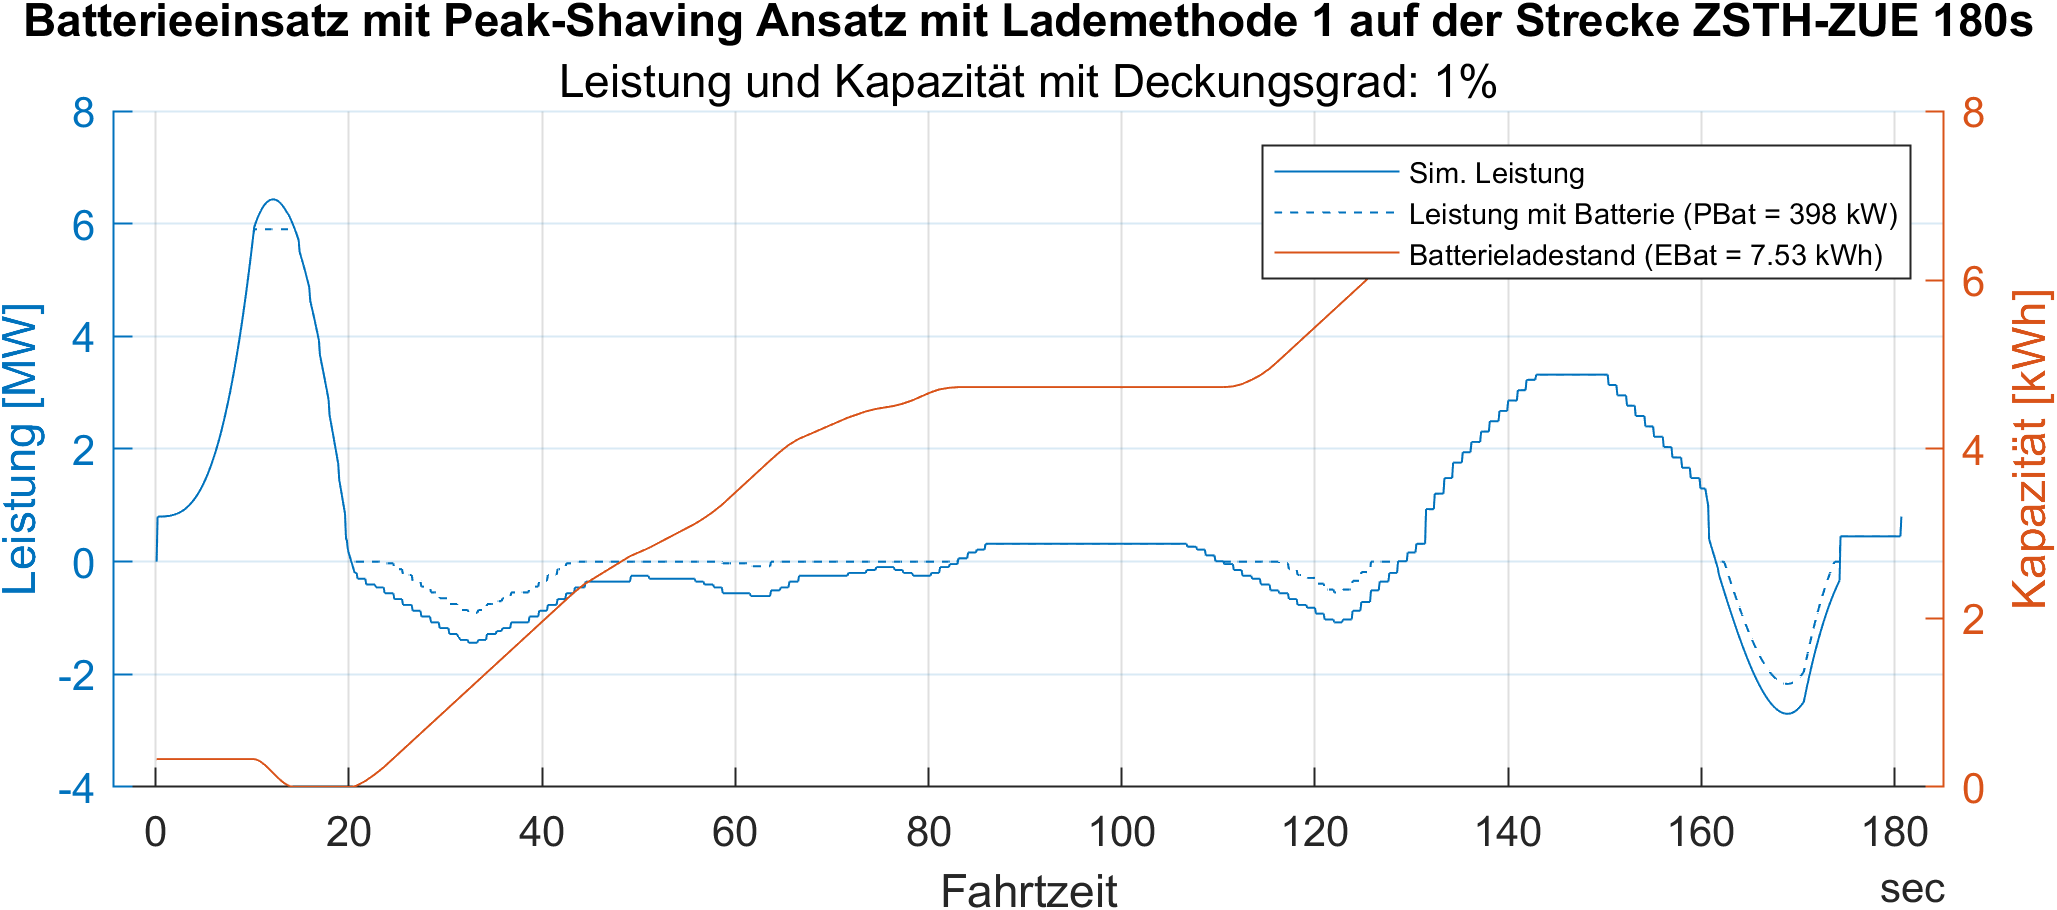 Batterieeinsatz mit Peak-Shaving Ansatz mit Lademethode 1 auf der Strecke ZSTH-ZUE 180s
Leistung und Kapazität mit Deckungsgrad: 1%
8
6
4
2
0
-2
-4
Leistung [MW]
Sim. Leistung
Leistung mit Batterie (PBat = 398 kW)
Batterieladestand (EBat = 7.53 kWh)
8
6
4
2
0
Kapazität [kWh]
0 20 40 60 80 100 120 140 160 180
Fahrtzeit
sec